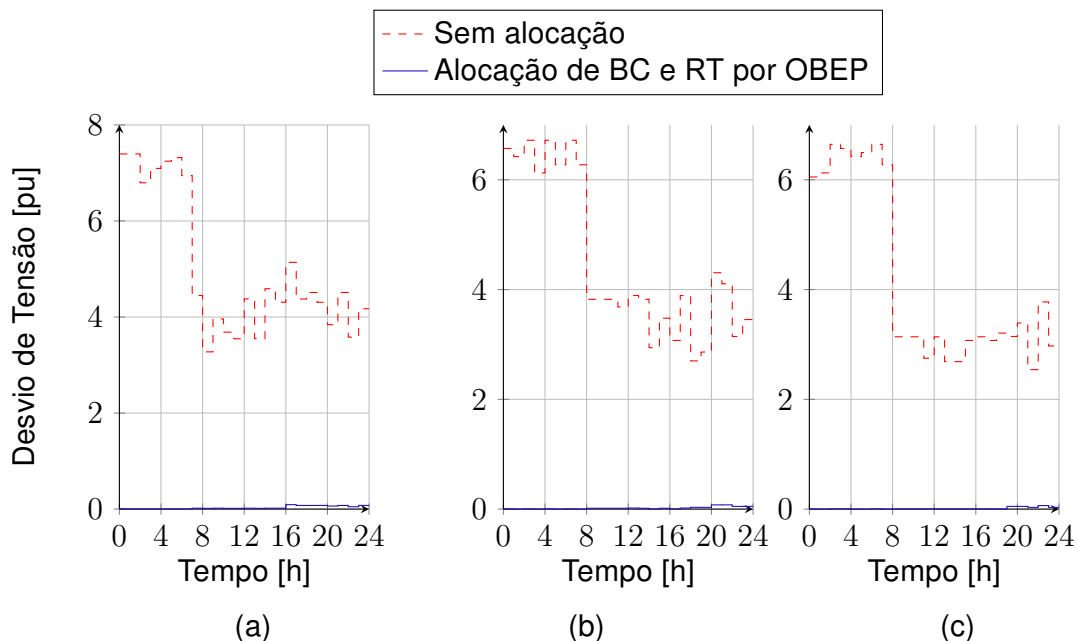 Sem alocação
Alocação de BC e RT por OBEP
Desvio de Tensão [pu]
8
6
4
2
0
0 4 8 12 16 20 24
Tempo [h]
(a)
6
4
2
0
0 4 8 12 16 20 24
Tempo [h]
(b)
6
4
2
0
0 4 8 12 16 20 24
Tempo [h]
(c)